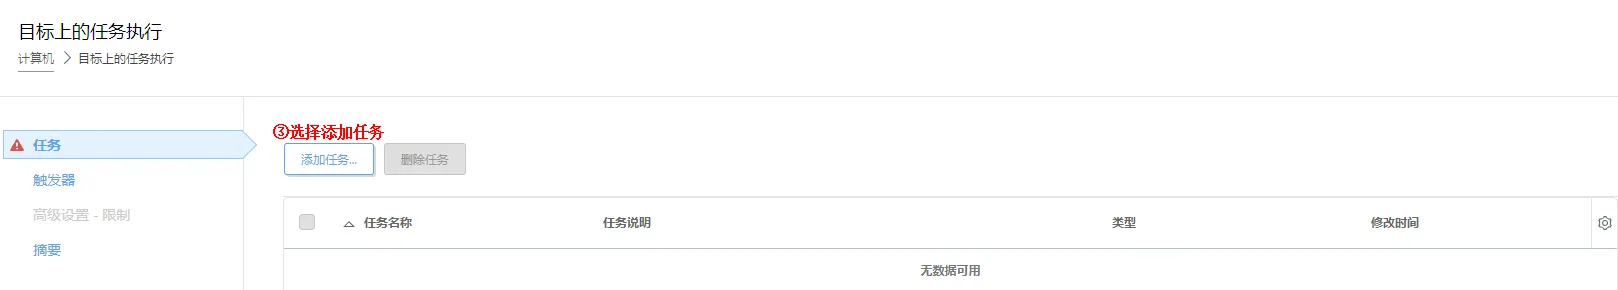 目标上的任务执行
计算机 > 目标上的任务执行
③选择添加任务
任务
添加任务... 删除任务
触发器
高级设置 - 限制
任务名称 任务说明 类型 修改时间
摘要
无数据可用